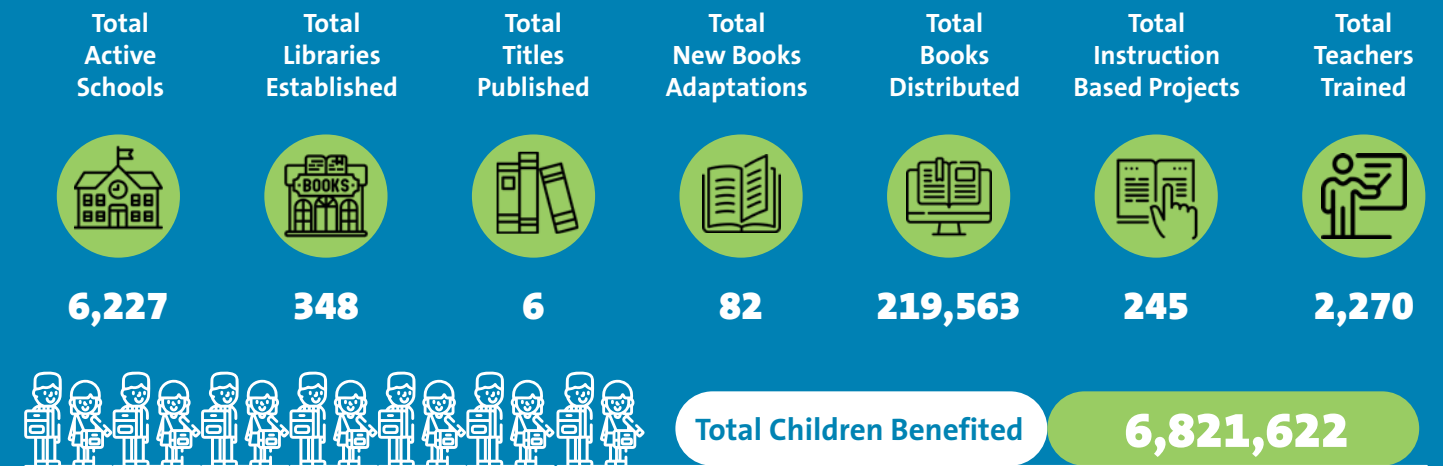 Total
Active
Schools
Total
Libraries
Established
Total
Titles
Published
Total
New Books
Adaptations
Total
Books
Distributed
Total
Instruction
Based Projects
Total
Teachers
Trained
BOOKS
6,227
348
6
82
219,563
245
2,270
Total Children Benefited
6,821,622